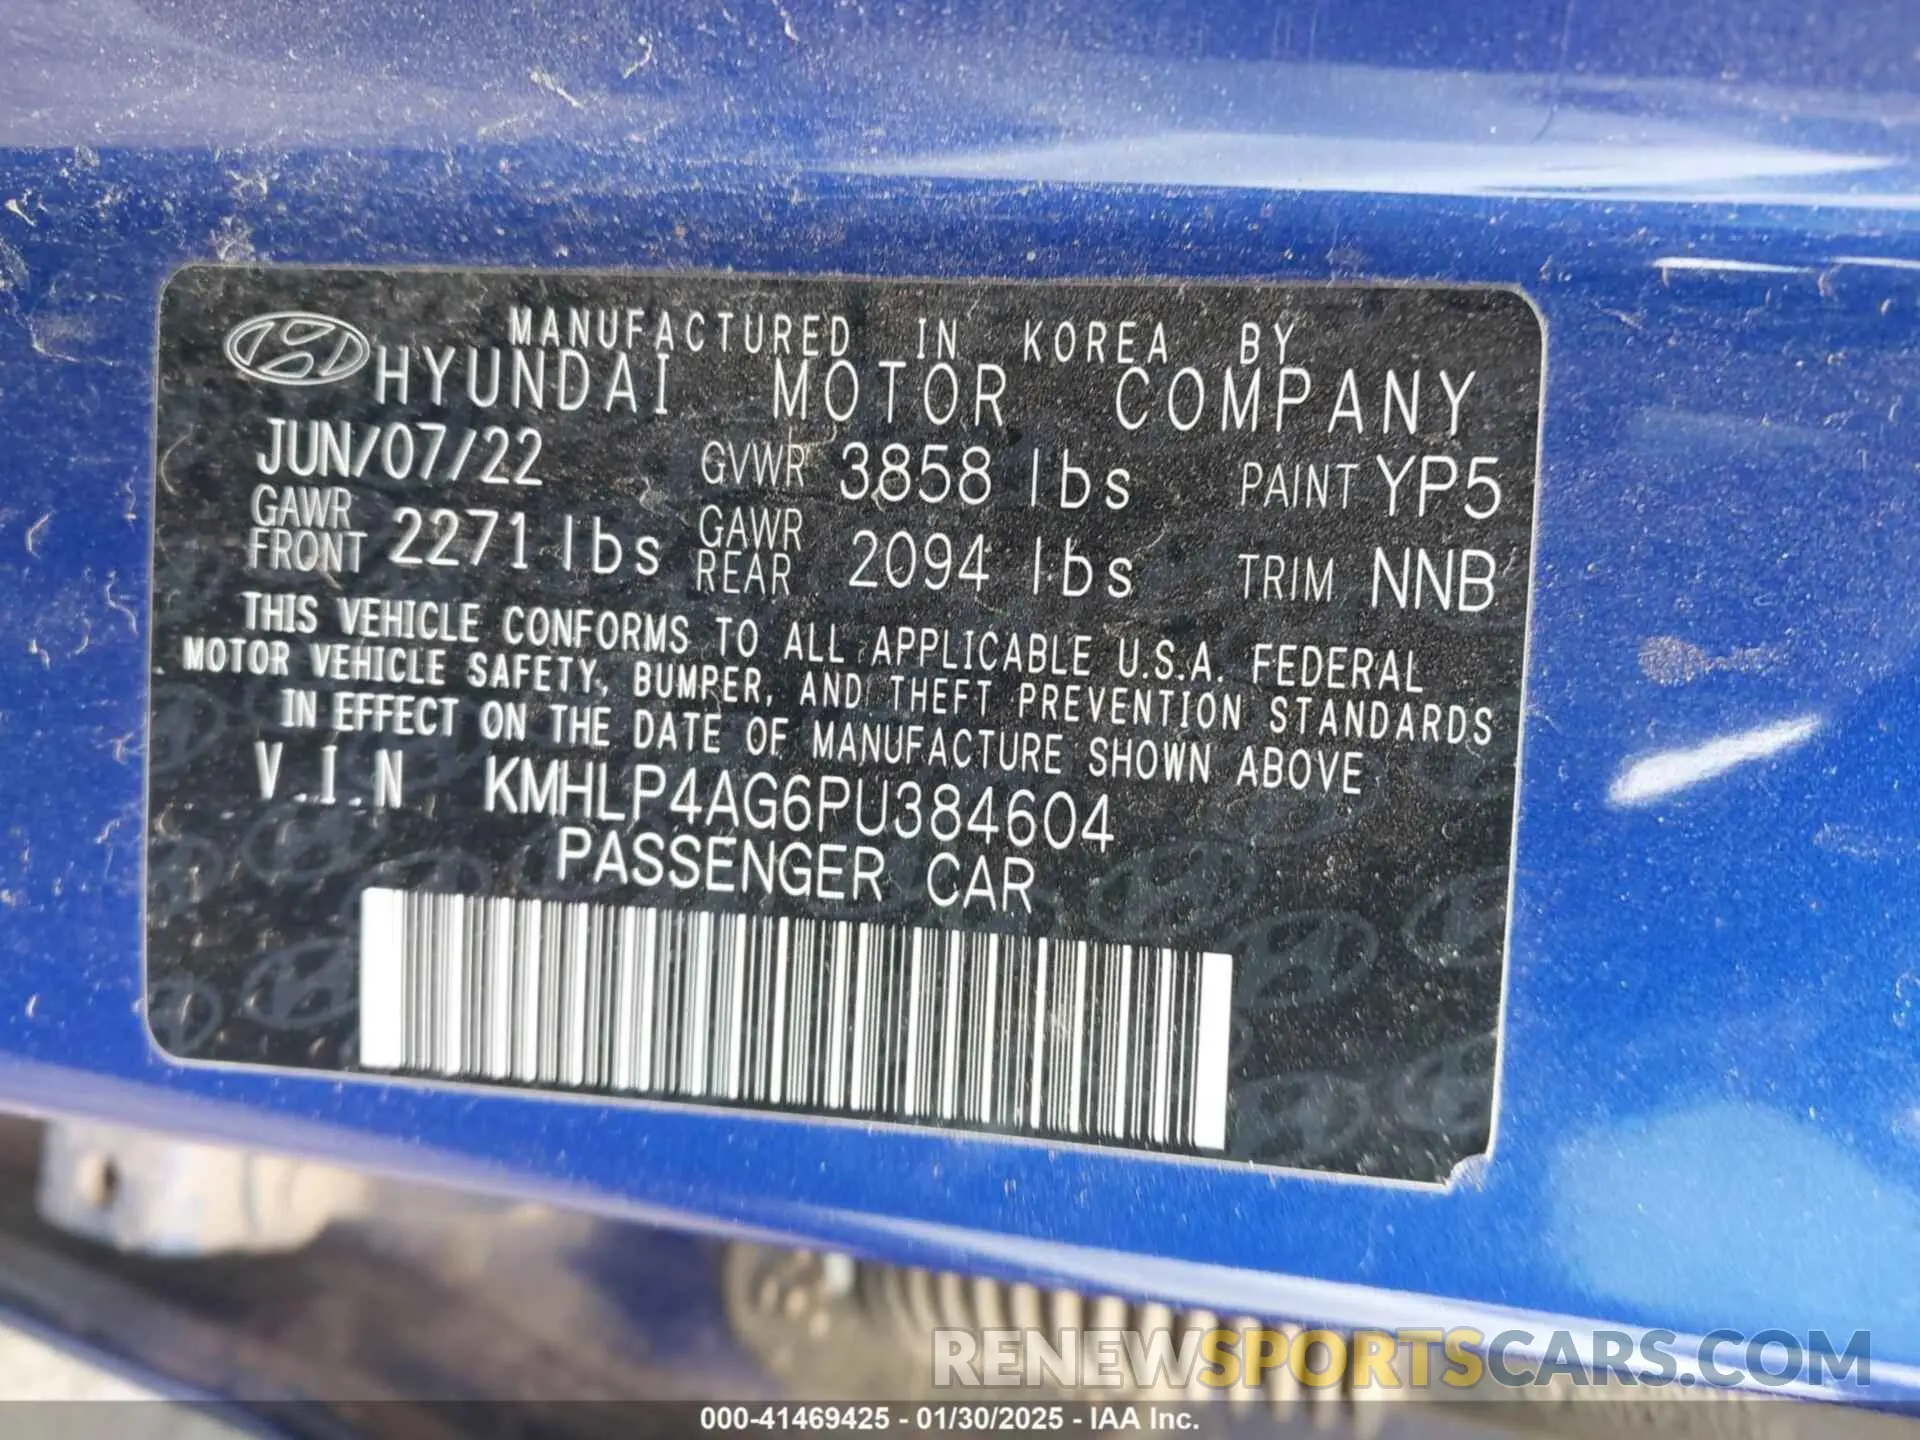 MANUFACTURED IN KOREA BY
HYUNDAI MOTOR COMPANY
JUN/07/22 GVWR 3858 lbs PAINT YP5
GAWR FRONT 2271 lbs GAWR REAR 2094 lbs TRIM NNB
THIS VEHICLE CONFORMS TO ALL APPLICABLE U.S.A. FEDERAL
MOTOR VEHICLE SAFETY, BUMPER, AND THEFT PREVENTION STANDARDS
IN EFFECT ON THE DATE OF MANUFACTURE SHOWN ABOVE
V.I.N KMHLP4AG6PU384604
PASSENGER CAR
RENEWSPORTSCARS.COM
000-41469425 - 01/30/2025 - IAA Inc.